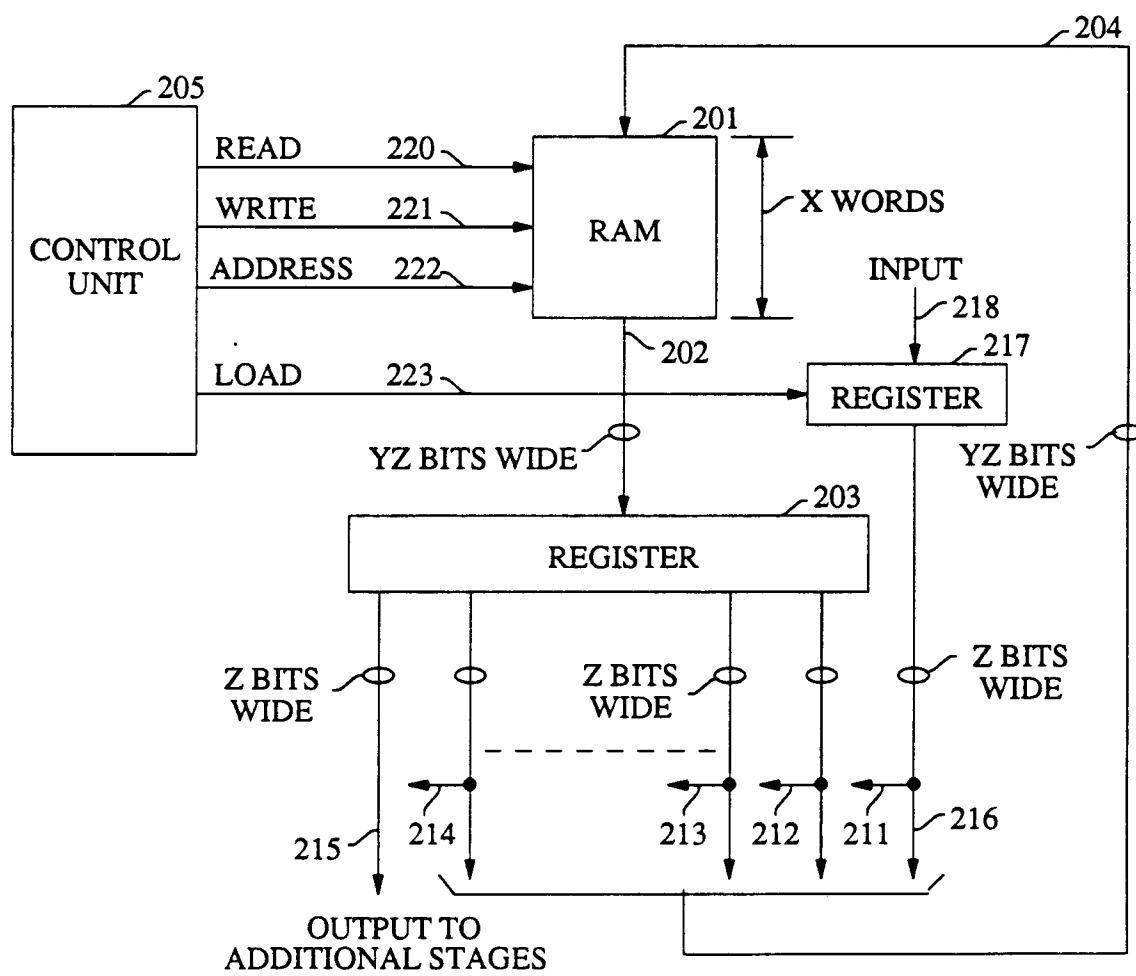 204
205
201
READ 220
WRITE 221
X WORDS
CONTROL
UNIT
RAM
ADDRESS 222
INPUT
218
202
217
LOAD 223
REGISTER
YZ BITS WIDE
YZ BITS
WIDE
203
REGISTER
Z BITS
WIDE
Z BITS
WIDE
Z BITS
WIDE
214
213
212
211
216
215
OUTPUT TO
ADDITIONAL STAGES